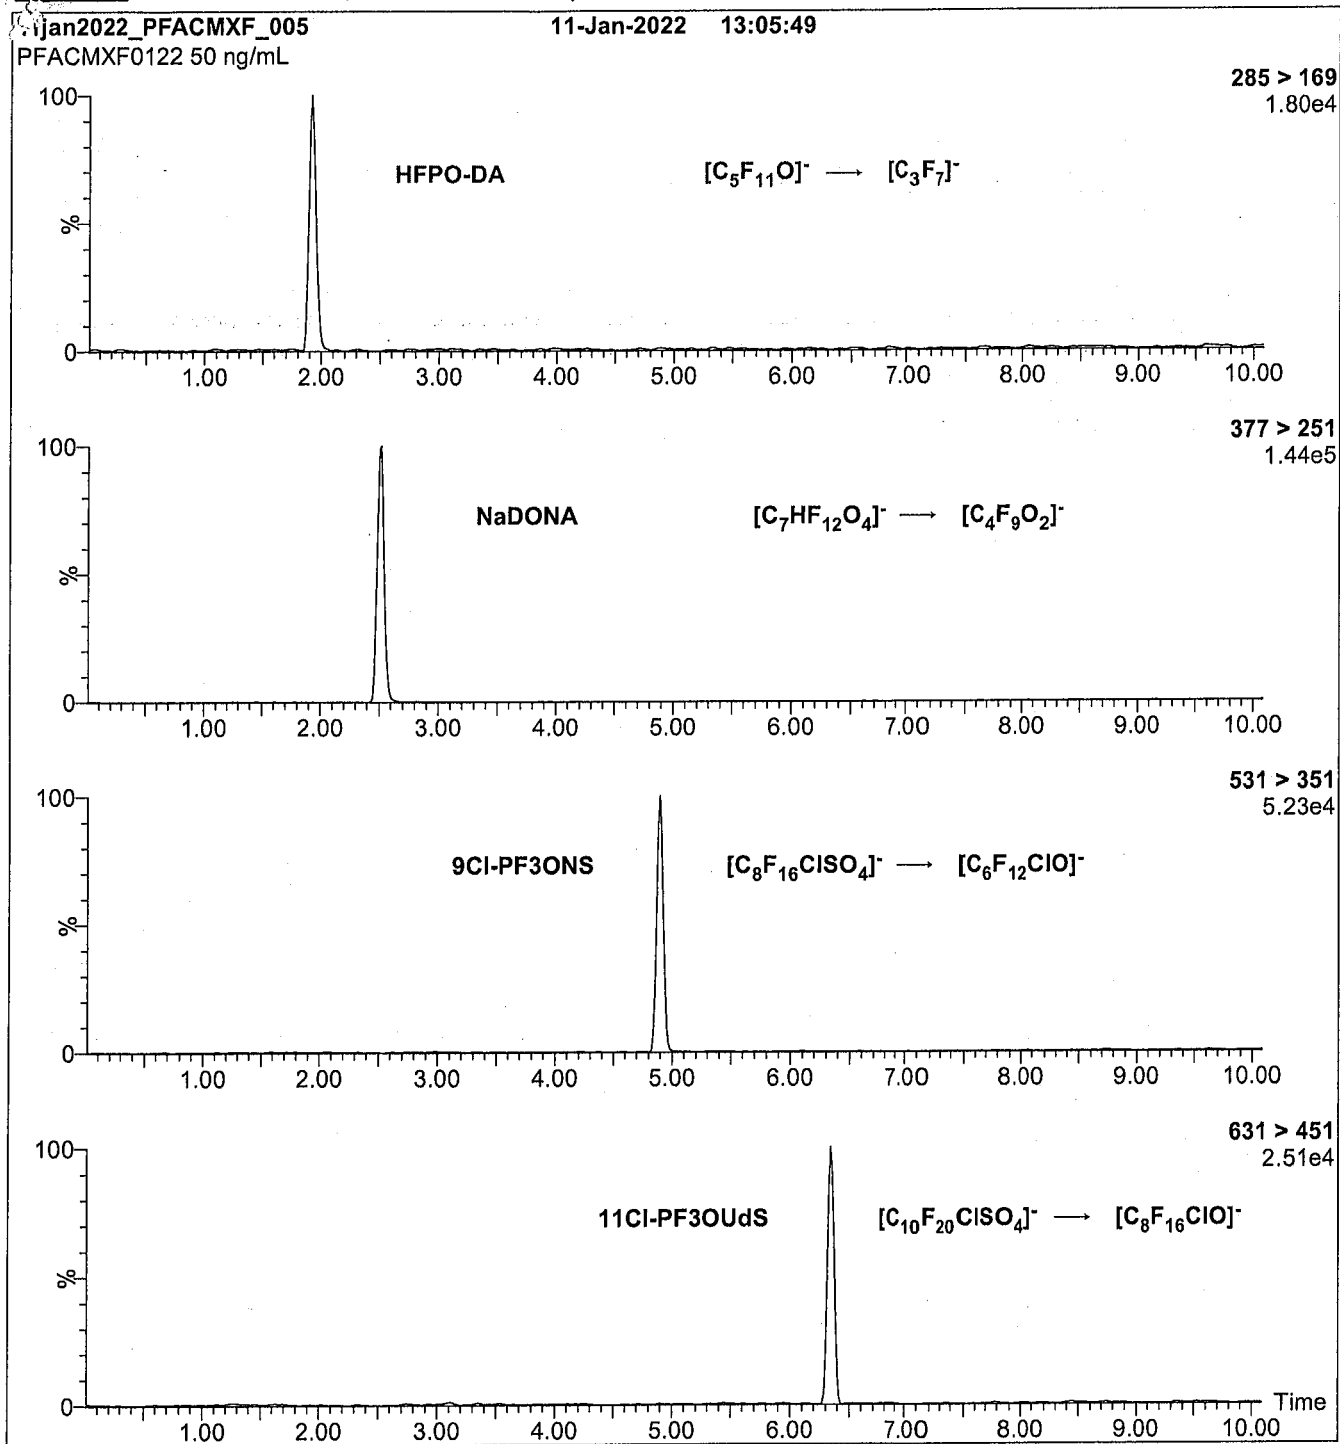 11jan2022_PFACMXF_005 11-Jan-2022 13:05:49
PFACMXF0122 50 ng/mL
285 > 169
1.80e4
100
HFPO-DA [C5F11O]- → [C3F7]-
%
0
1.00 2.00 3.00 4.00 5.00 6.00 7.00 8.00 9.00 10.00
377 > 251
1.44e5
100
NaDONA [C7HF12O4]- → [C4F9O2]-
%
0
1.00 2.00 3.00 4.00 5.00 6.00 7.00 8.00 9.00 10.00
531 > 351
5.23e4
100
9Cl-PF3ONS [C8F16ClSO4]- → [C6F12ClO]-
%
0
1.00 2.00 3.00 4.00 5.00 6.00 7.00 8.00 9.00 10.00
631 > 451
2.51e4
100
11Cl-PF3OUdS [C10F20ClSO4]- → [C8F16ClO]-
%
0
Time
1.00 2.00 3.00 4.00 5.00 6.00 7.00 8.00 9.00 10.00